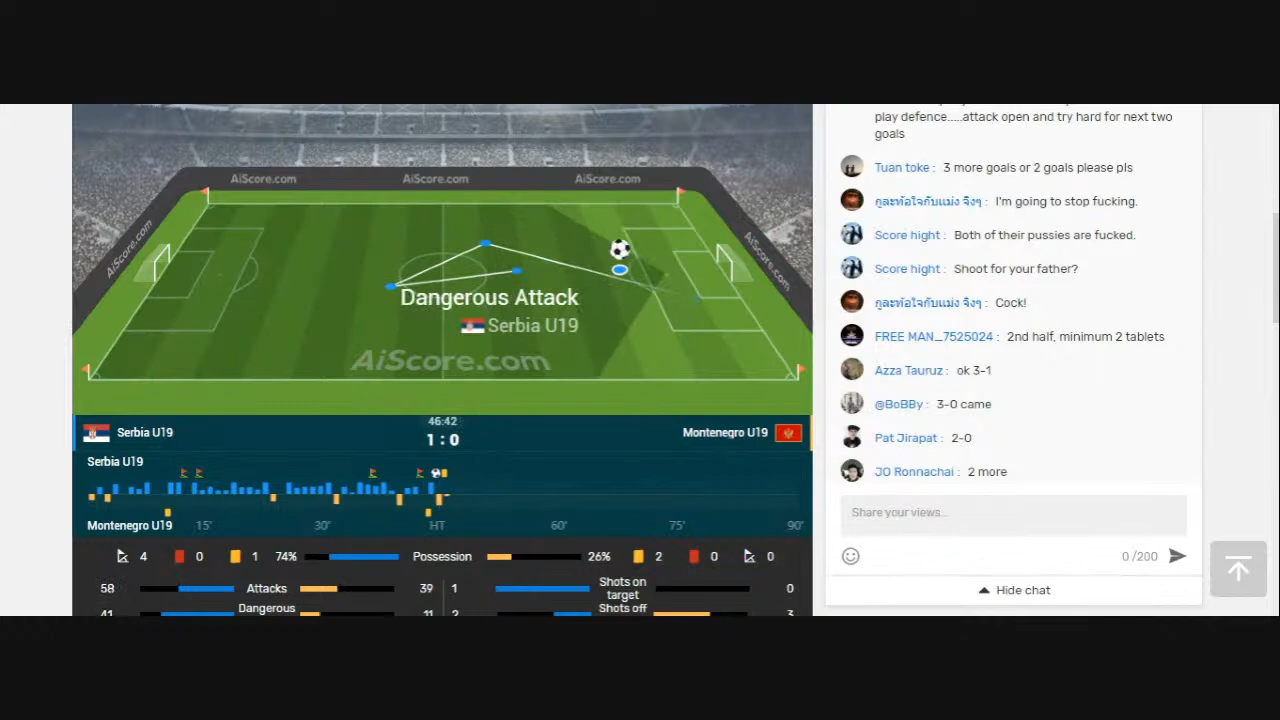 play defence.....attack open and try hard for next two
goals
AiScore.com AiScore.com AiScore.com
Tuan toke : 3 more goals or 2 goals please pls
กูละท้อใจกับแม่ง จิงๆ : I'm going to stop fucking.
AiScore.com
AiScore.com
Score hight : Both of their pussies are fucked.
Score hight : Shoot for your father?
Dangerous Attack
กูละท้อใจกับแม่ง จิงๆ : Cock!
Serbia U19
FREE MAN_7525024 : 2nd half, minimum 2 tablets
AiScore.com
Azza Tauruz : ok 3-1
@BoBBy : 3-0 came
46:42
Serbia U19 1 : 0 Montenegro U19
Pat Jirapat : 2-0
Serbia U19
JO Ronnachai : 2 more
Share your views...
Montenegro U19 15' 30' HT 60' 75' 90'
4 0 1 74% Possession 26% 2 0 0
0/200
58 Attacks 39 1 Shots on target 0
Hide chat
41 Dangerous 11 2 Shots off 3